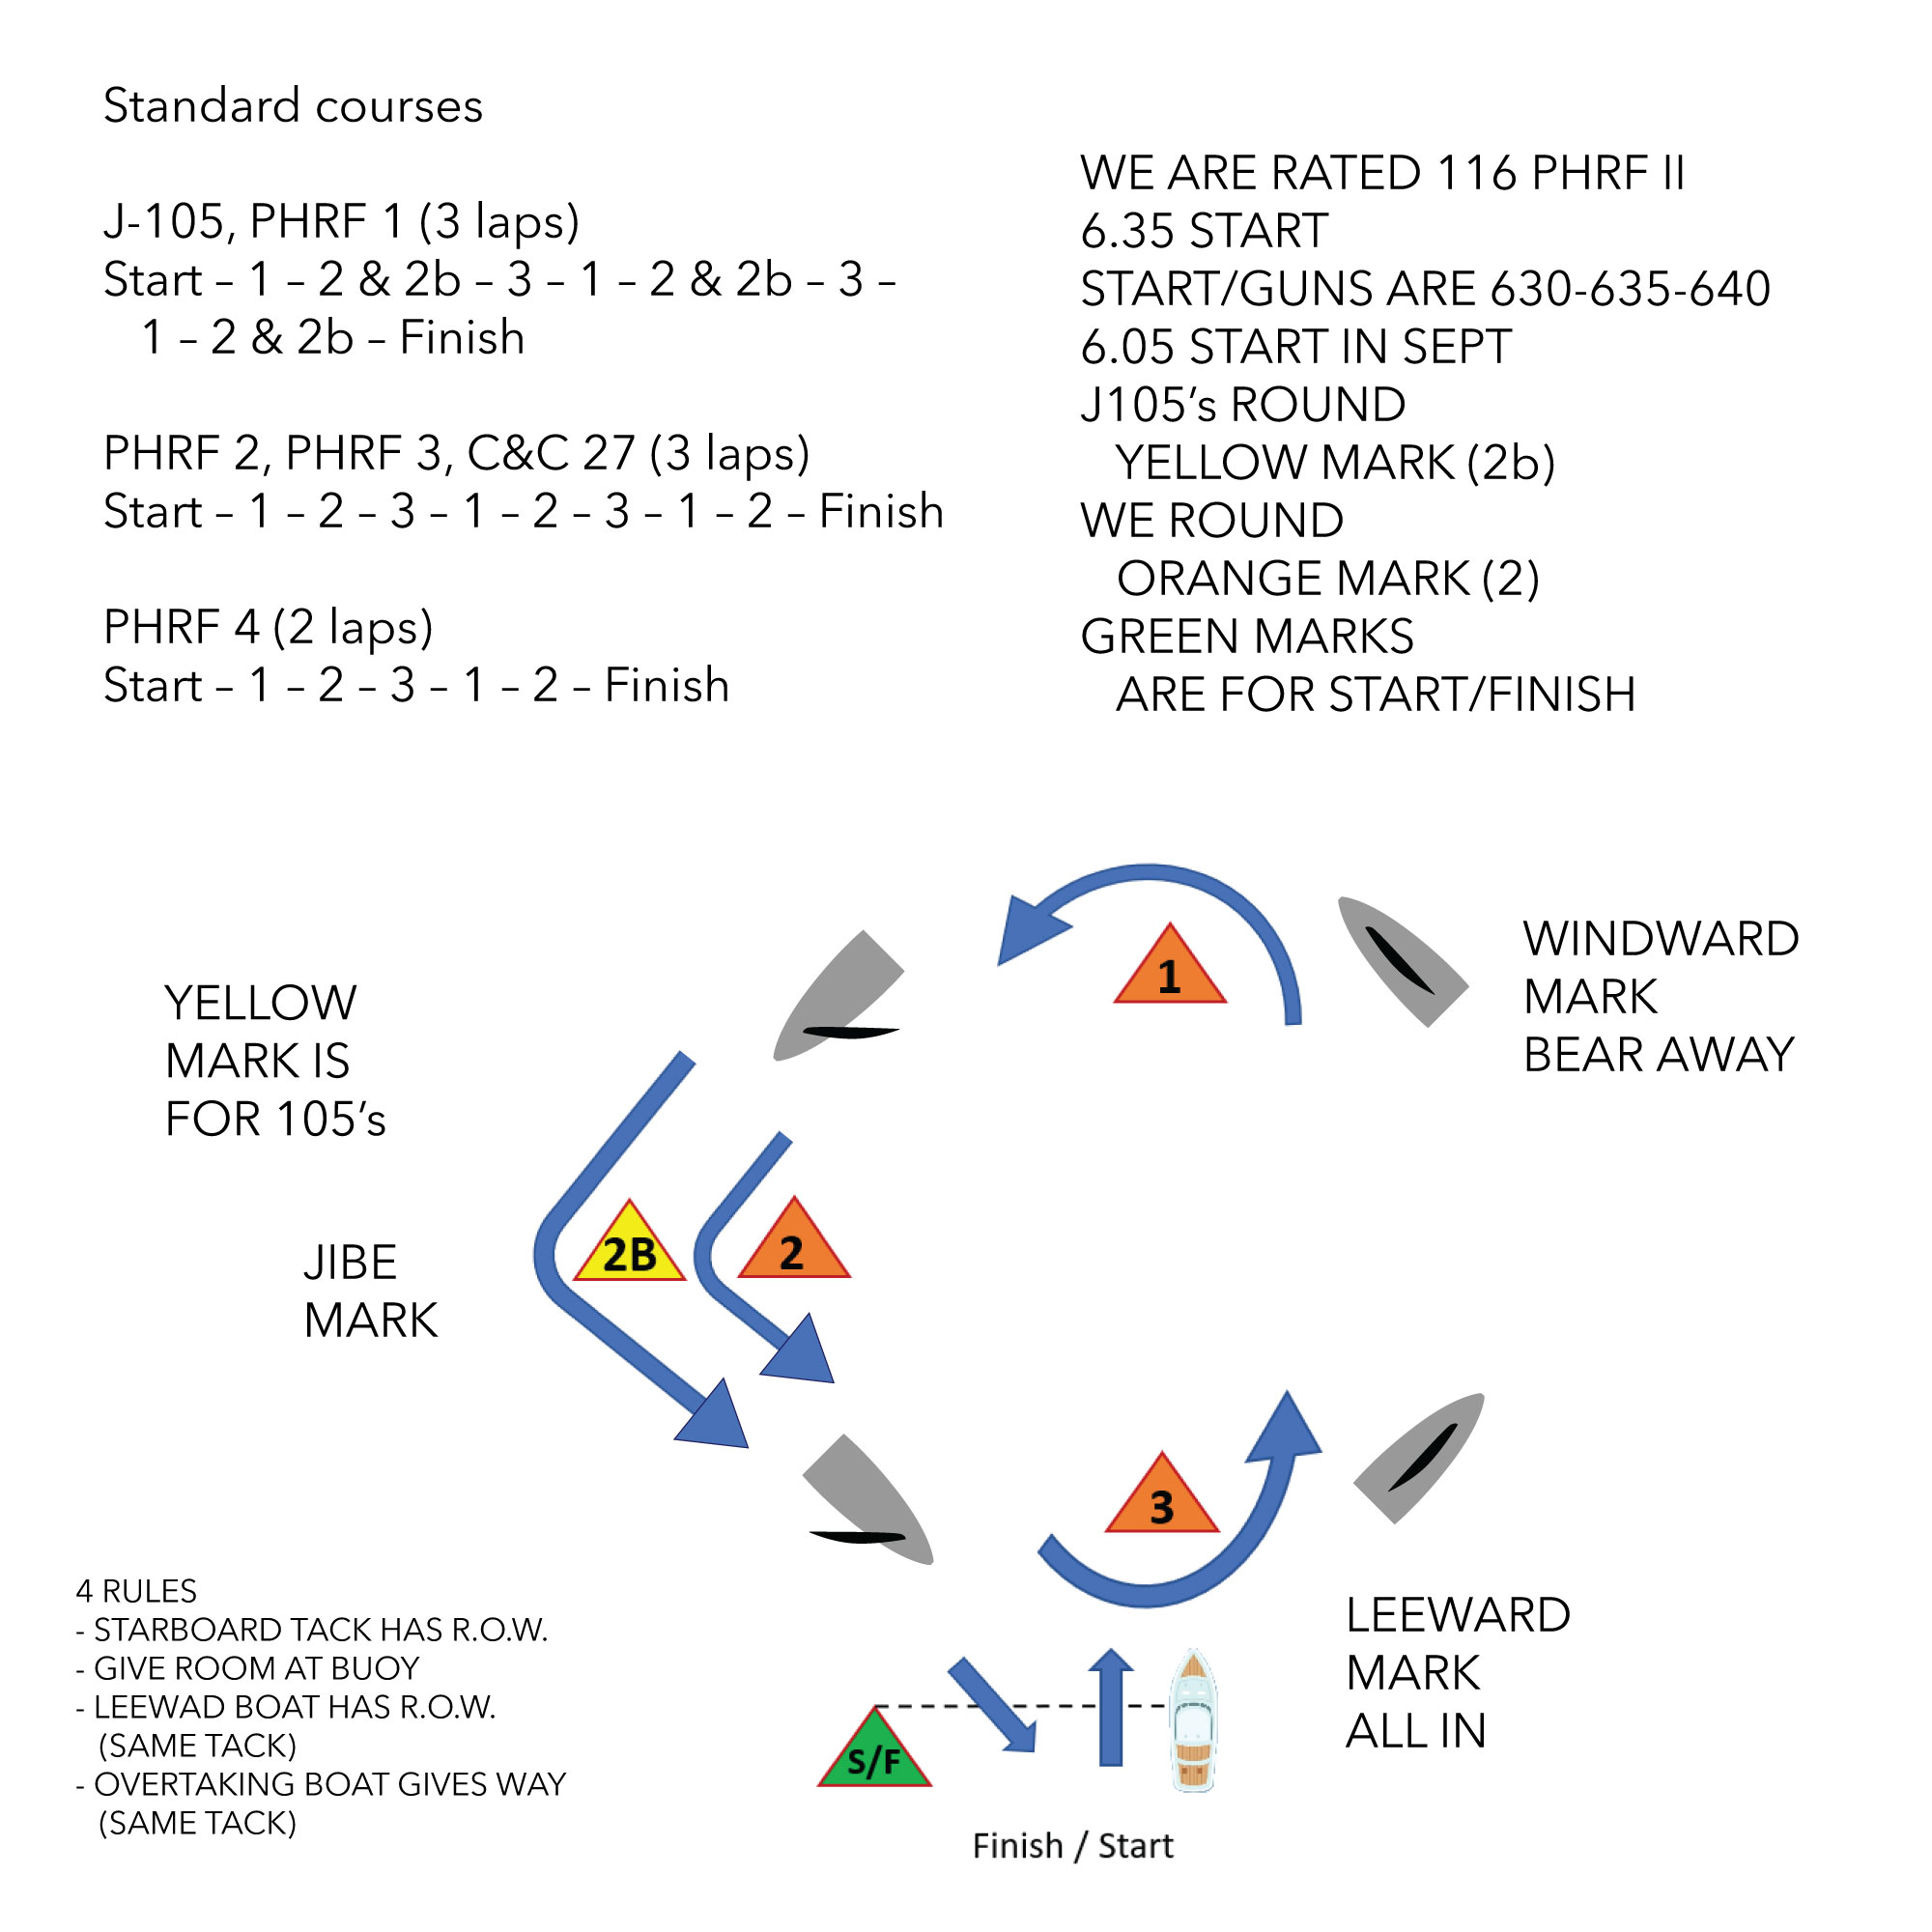 Standard courses
J-105, PHRF 1 (3 laps)
Start – 1 – 2 & 2b – 3 – 1 – 2 & 2b – 3 –
1 – 2 & 2b – Finish
PHRF 2, PHRF 3, C&C 27 (3 laps)
Start – 1 – 2 – 3 – 1 – 2 – 3 – 1 – 2 – Finish
PHRF 4 (2 laps)
Start – 1 – 2 – 3 – 1 – 2 – Finish
WE ARE RATED 116 PHRF II
6.35 START
START/GUNS ARE 630-635-640
6.05 START IN SEPT
J105’s ROUND
YELLOW MARK (2b)
WE ROUND
ORANGE MARK (2)
GREEN MARKS
ARE FOR START/FINISH
1
WINDWARD
MARK
BEAR AWAY
YELLOW
MARK IS
FOR 105’s
2B
2
JIBE
MARK
3
LEEWARD
MARK
ALL IN
4 RULES
- STARBOARD TACK HAS R.O.W.
- GIVE ROOM AT BUOY
- LEEWAD BOAT HAS R.O.W.
(SAME TACK)
- OVERTAKING BOAT GIVES WAY
(SAME TACK)
S/F
Finish / Start